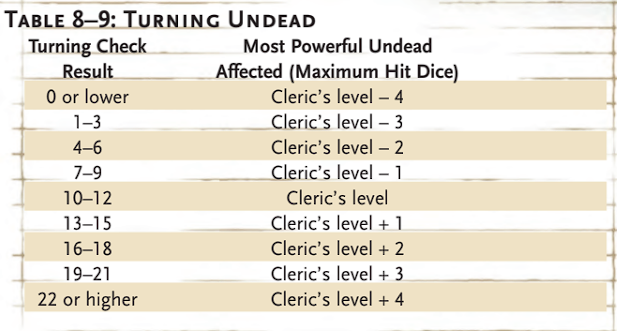 TABLE 8–9: TURNING UNDEAD
Turning Check Most Powerful Undead
Result Affected (Maximum Hit Dice)
0 or lower Cleric’s level – 4
1–3 Cleric’s level – 3
4–6 Cleric’s level – 2
7–9 Cleric’s level – 1
10–12 Cleric’s level
13–15 Cleric’s level + 1
16–18 Cleric’s level + 2
19–21 Cleric’s level + 3
22 or higher Cleric’s level + 4